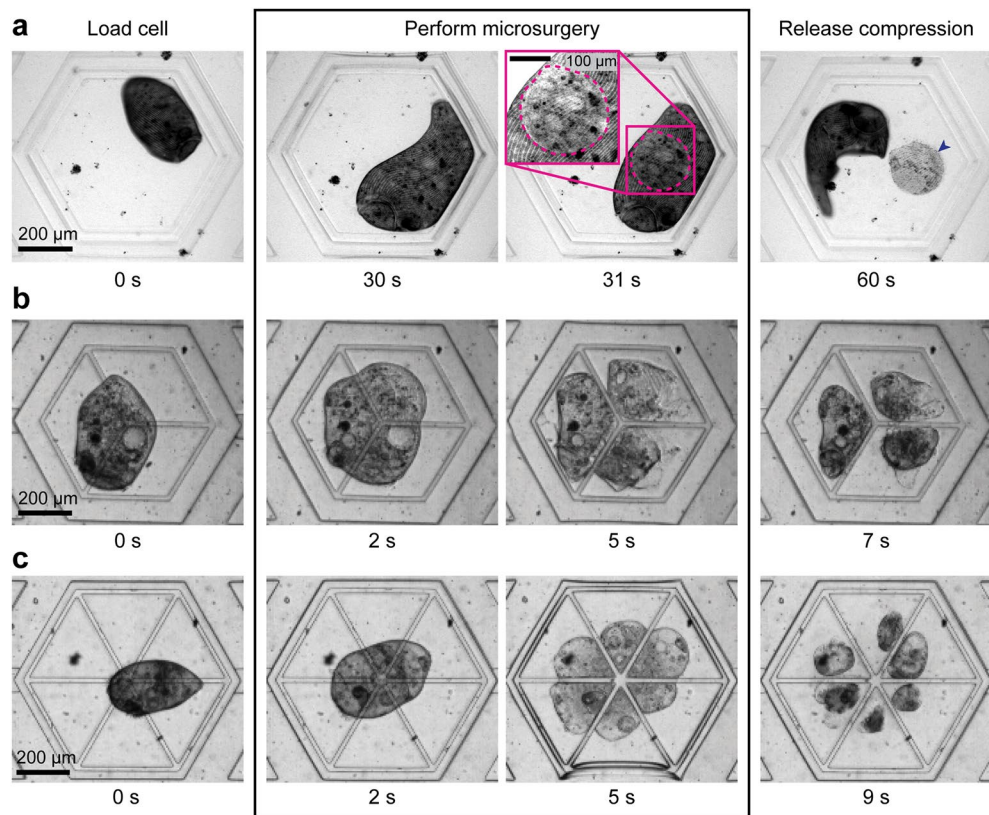 a
Load cell
Perform microsurgery
Release compression
100 µm
200 µm
0 s
30 s
31 s
60 s
b
200 µm
0 s
2 s
5 s
7 s
c
200 µm
0 s
2 s
5 s
9 s